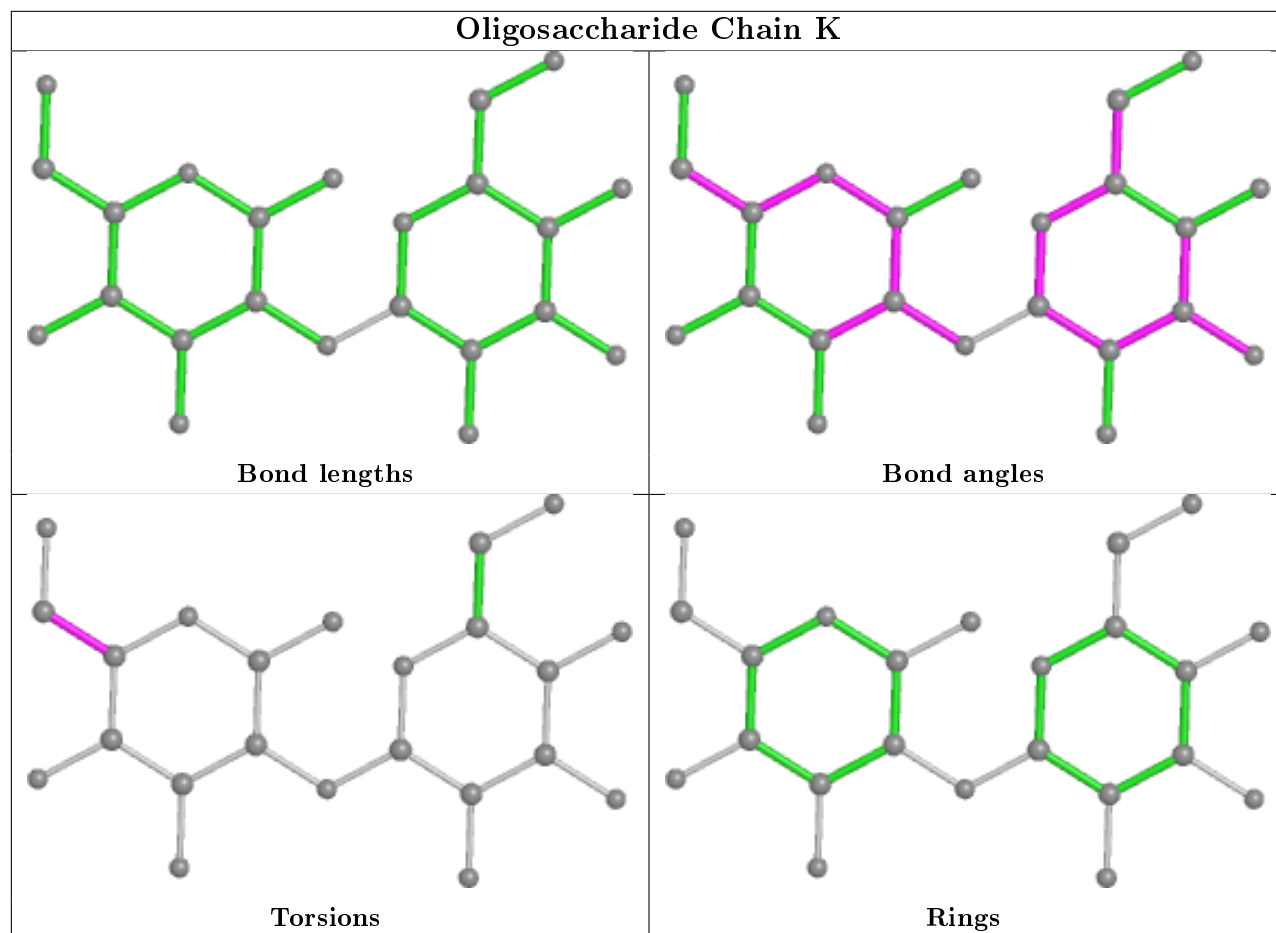 Oligosaccharide Chain K
Bond lengths
Bond angles
Torsions
Rings